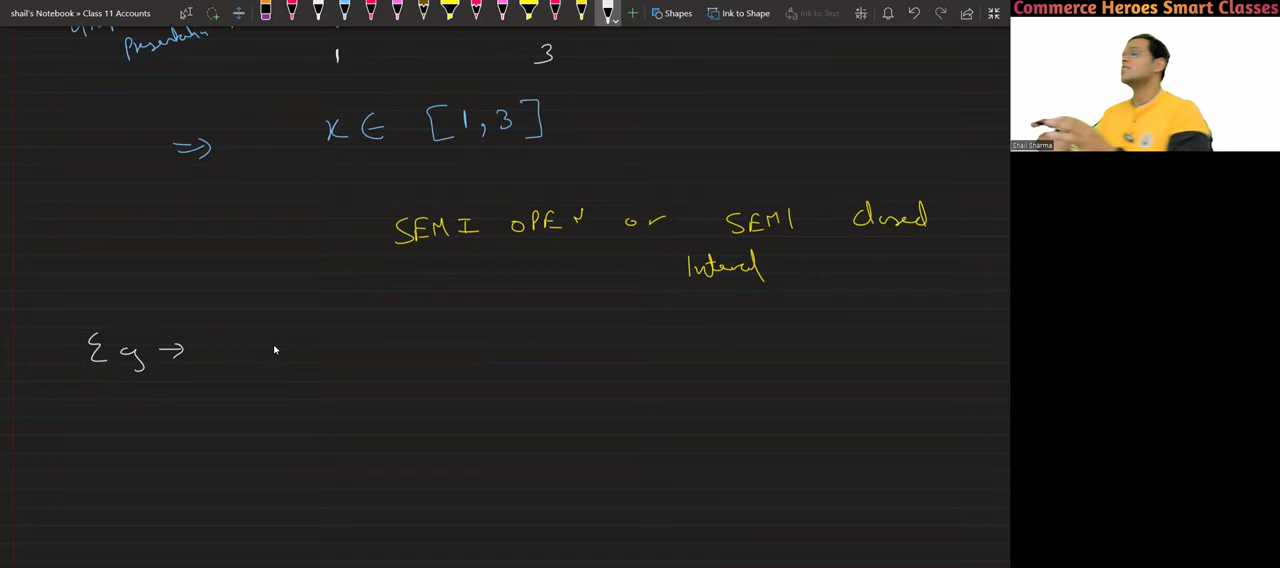 shail's Notebook » Class 11 Accounts
Shapes
Ink to Shape
Ink to Text
Commerce Heroes Smart Classes
Presentation
1 3
Shail Sharma
⇒ x ∈ [1, 3]
SEMI OPEN or SEMI closed
Interval
Eg →